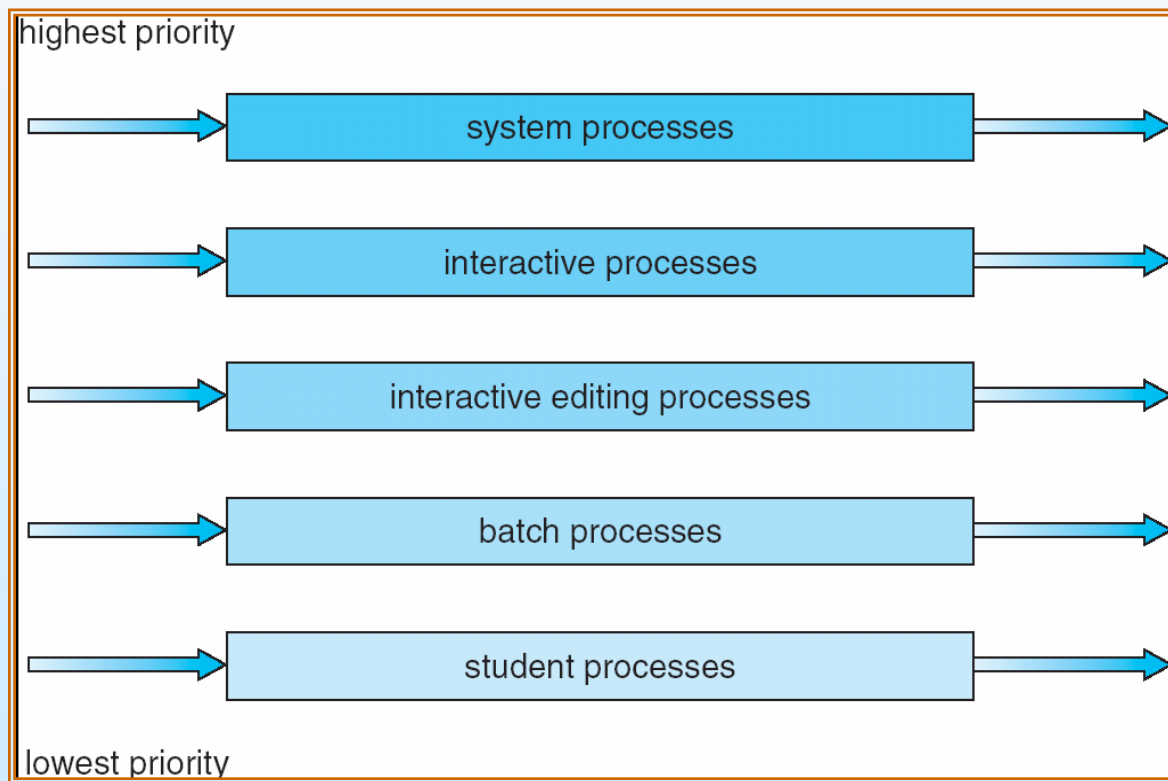 highest priority
system processes
interactive processes
interactive editing processes
batch processes
student processes
lowest priority